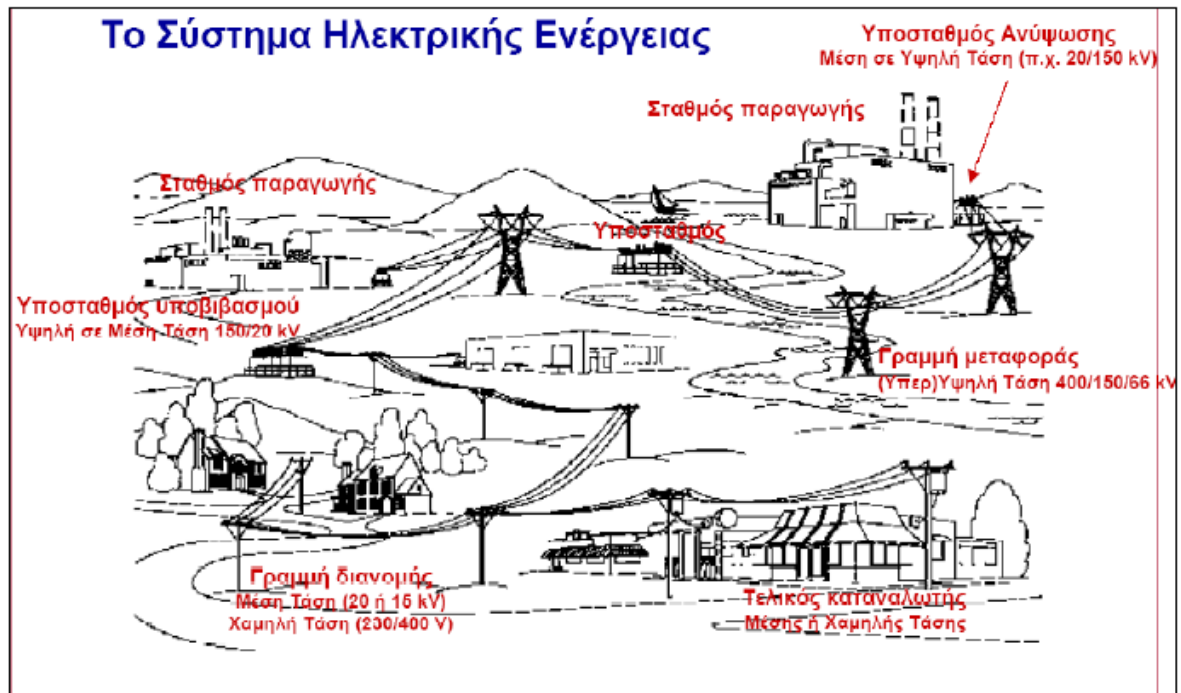 Το Σύστημα Ηλεκτρικής Ενέργειας
Υποσταθμός Ανύψωσης
Μέση σε Υψηλή Τάση (π.χ. 20/150 kV)
Σταθμός παραγωγής
Σταθμός παραγωγής
Υποσταθμός
Υποσταθμός υποβιβασμού
Υψηλή σε Μέση Τάση 150/20 kV
Γραμμή μεταφοράς
(Υπερ)Υψηλή Τάση 400/150/66 kV
Γραμμή διανομής
Μέση Τάση (20 ή 15 kV)
Χαμηλή Τάση (230/400 V)
Τελικός καταναλωτής
Μέσης ή Χαμηλής Τάσης